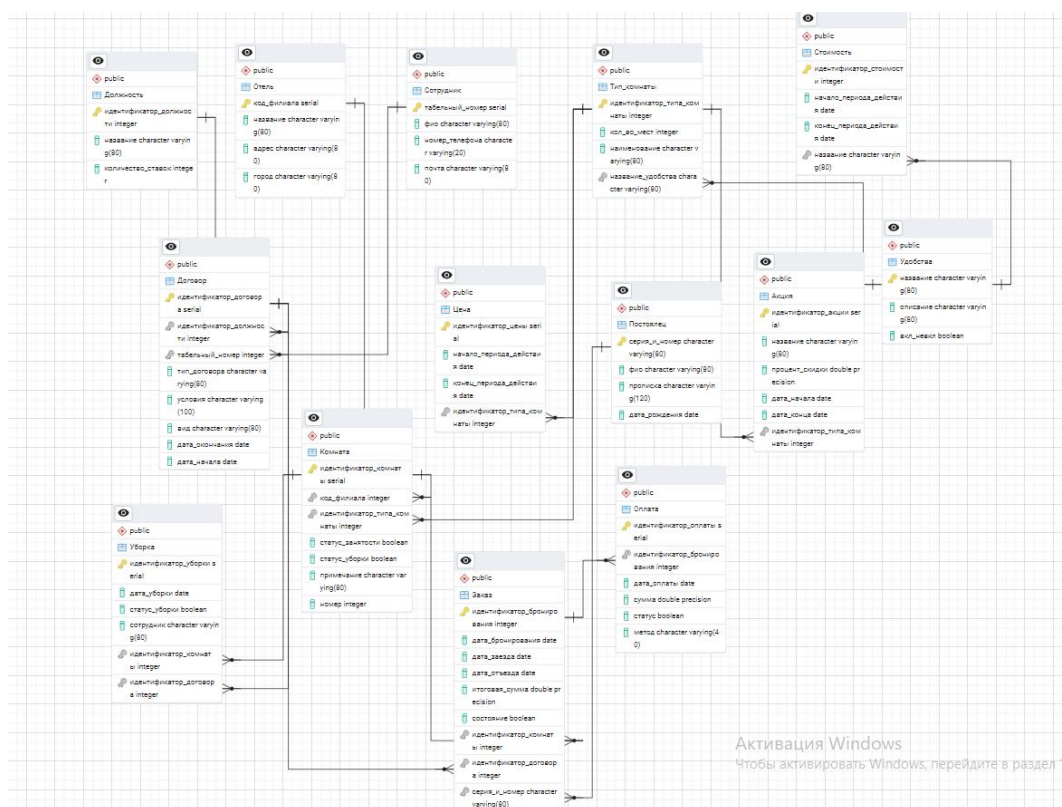 public
Должность
идентификатор_должнос
ти integer
название character varyin
g(80)
количество_ставок intege
r
public
Отель
код_филиала serial
название character varyin
g(80)
адрес character varying(8
0)
город character varying(8
0)
public
Сотрудник
табельный_номер serial
фио character varying(80)
номер_телефона characte
r varying(20)
почта character varying(8
0)
public
Тип_комнаты
идентификатор_типа_ком
наты integer
кол_во_мест integer
наименование character v
arying(80)
название_удобства chara
cter varying(80)
public
Стоимость
идентификатор_стоимост
и integer
начало_периода_действи
я date
конец_периода_действи
я date
название character varyin
g(80)
public
Договор
идентификатор_договор
а serial
идентификатор_должнос
ти integer
табельный_номер integer
тип_договора character va
rying(80)
условия character varying
(100)
вид character varying(80)
дата_окончания date
дата_начала date
public
Цена
идентификатор_цены seri
al
начало_периода_действи
я date
конец_периода_действи
я date
идентификатор_типа_ком
наты integer
public
Постоялец
серия_и_номер character
varying(80)
фио character varying(80)
прописка character varyin
g(120)
дата_рождения date
public
Акция
идентификатор_акции ser
ial
название character varyin
g(80)
процент_скидки double pr
ecision
дата_начала date
дата_конца date
идентификатор_типа_ком
наты integer
public
Удобства
название character varyin
g(80)
описание character varyin
g(80)
вкл_невкл boolean
public
Комната
идентификатор_комнат
ы serial
код_филиала integer
идентификатор_типа_ком
наты integer
статус_занятости boolean
статус_уборки boolean
примечание character var
ying(80)
номер integer
public
Уборка
идентификатор_уборки s
erial
дата_уборки date
статус_уборки boolean
сотрудник character varyin
g(80)
идентификатор_комнат
ы integer
идентификатор_договор
а integer
public
Заказ
идентификатор_брониро
вания integer
дата_бронирования date
дата_заезда date
дата_отъезда date
итоговая_сумма double pr
ecision
состояние boolean
идентификатор_комнат
ы integer
идентификатор_договор
а integer
серия_и_номер character
varying(80)
public
Оплата
идентификатор_оплаты s
erial
идентификатор_брониро
вания integer
дата_оплаты date
сумма double precision
статус boolean
метод character varying(4
0)
Активация Windows
Чтобы активировать Windows, перейдите в раздел